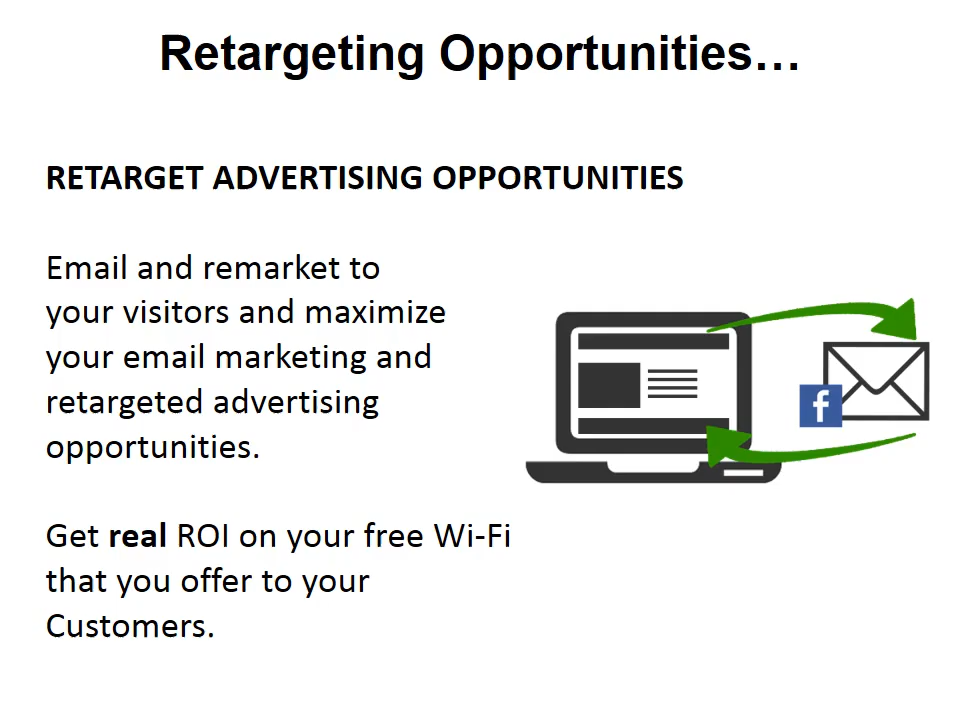 Retargeting Opportunities…
RETARGET ADVERTISING OPPORTUNITIES
Email and remarket to
your visitors and maximize
your email marketing and
retargeted advertising
opportunities.
Get real ROI on your free Wi-Fi
that you offer to your
Customers.
f